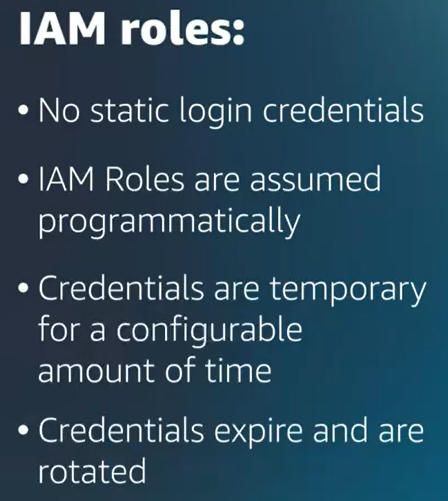 IAM roles:
• No static login credentials
• IAM Roles are assumed
programmatically
• Credentials are temporary
for a configurable
amount of time
• Credentials expire and are
rotated